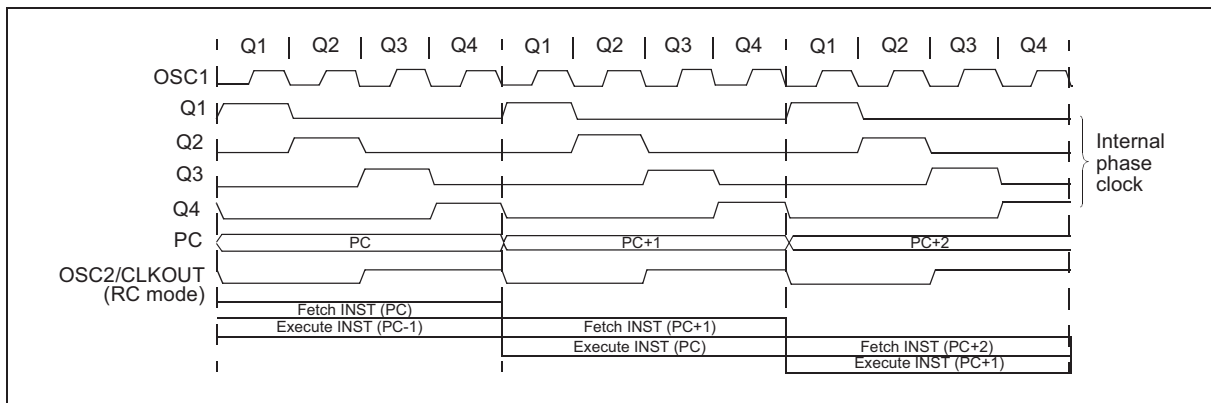 Q1 Q2 Q3 Q4 Q1 Q2 Q3 Q4 Q1 Q2 Q3 Q4
OSC1
Q1
Q2
Q3
Q4
Internal
phase
clock
PC PC PC+1 PC+2
OSC2/CLKOUT
(RC mode)
Fetch INST (PC)
Execute INST (PC-1) Fetch INST (PC+1)
Execute INST (PC) Fetch INST (PC+2)
Execute INST (PC+1)